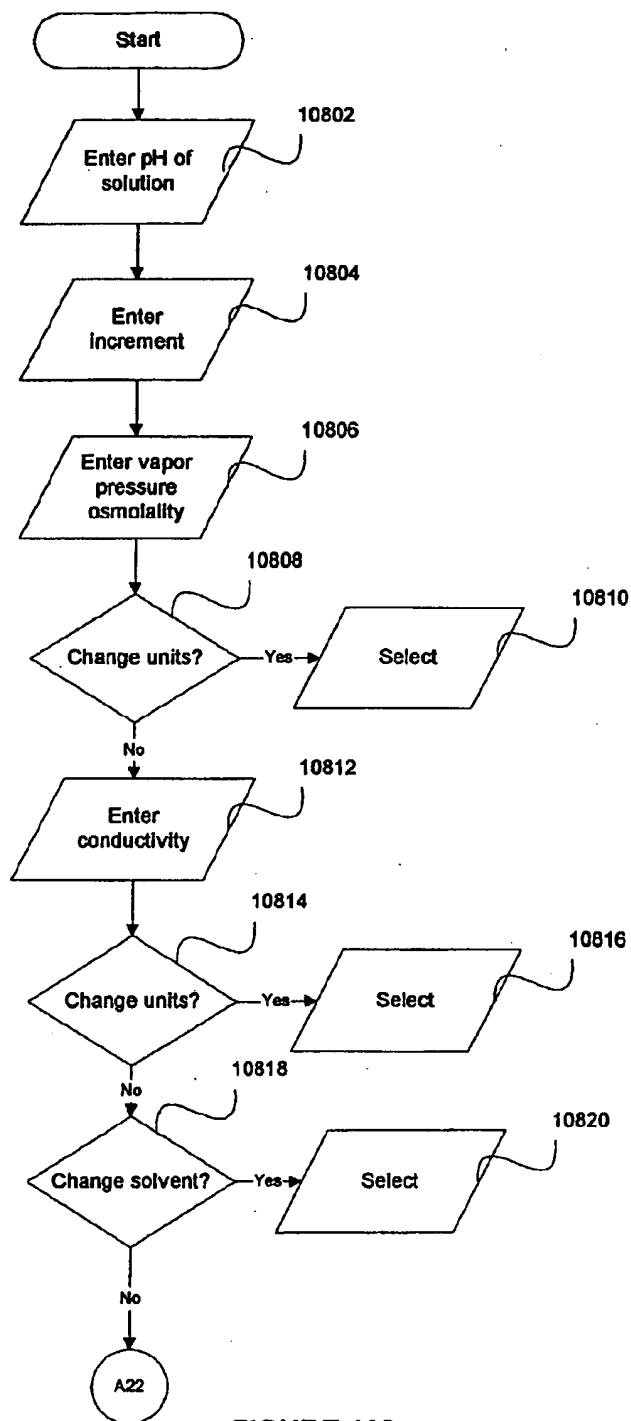 Start
10802
Enter pH of
solution
10804
Enter
increment
10806
Enter vapor
pressure
osmolality
10808
Change units?
Yes
10810
Select
No
10812
Enter
conductivity
10814
Change units?
Yes
10816
Select
No
10818
Change solvent?
Yes
10820
Select
No
A22